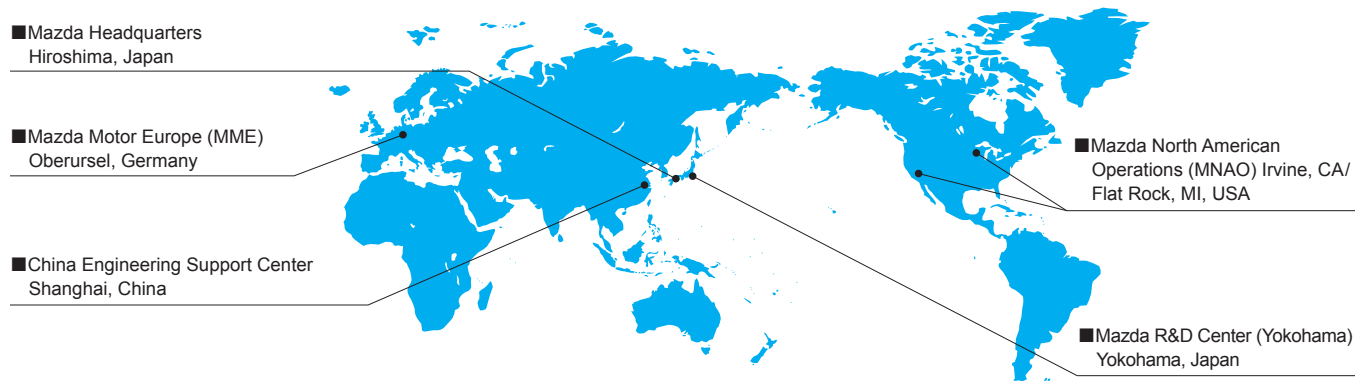 ■Mazda Headquarters
Hiroshima, Japan
■Mazda Motor Europe (MME)
Oberursel, Germany
■China Engineering Support Center
Shanghai, China
■Mazda North American
Operations (MNAO) Irvine, CA/
Flat Rock, MI, USA
■Mazda R&D Center (Yokohama)
Yokohama, Japan